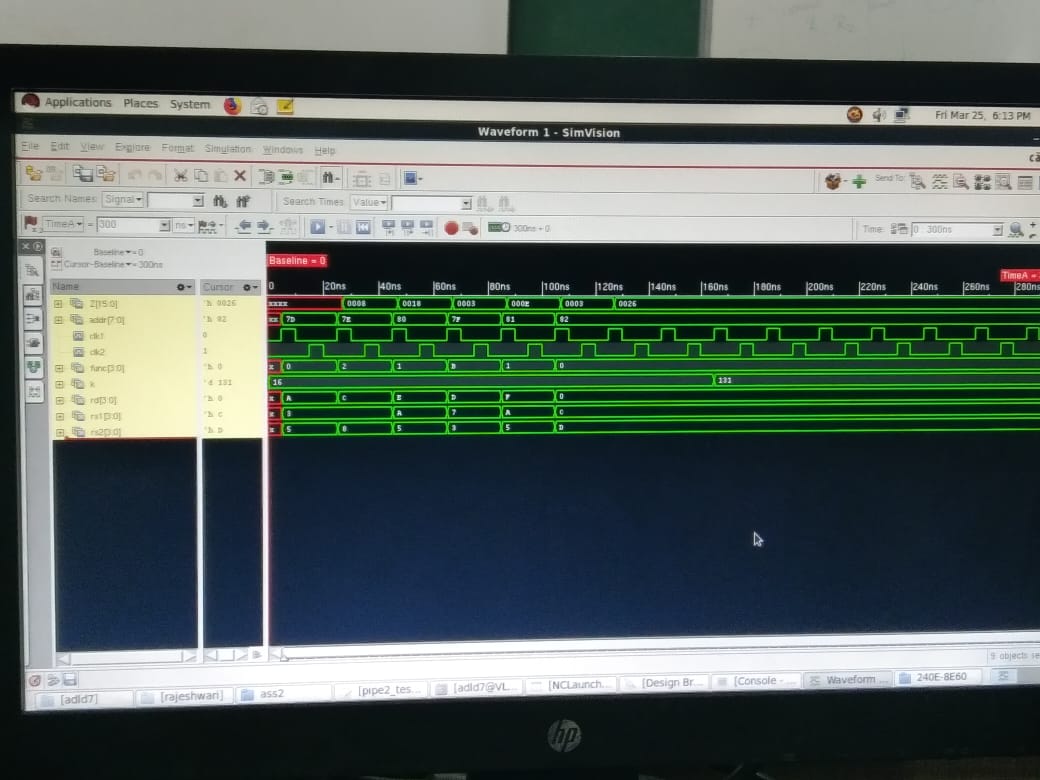 Applications Places System Fri Mar 25, 6:13 PM
Waveform 1 - SimVision
File Edit View Explore Format Simulation Windows Help
Send To:
Search Names: Signal Search Times: Value
TimeA = 300 ns 300ns + 0 Time: 0 : 300ns
Baseline = 0
Cursor-Baseline = 300ns
Baseline = 0
TimeA =
Name Cursor 0 20ns 40ns 60ns 80ns 100ns 120ns 140ns 160ns 180ns 200ns 220ns 240ns 260ns 280ns
Z[15:0] 'h 0026 xxxx 0008 0018 0003 000E 0003 0026
addr[7:0] 'h 82 xx 7D 7E 80 7F 81 82
clk1 0
clk2 1
func[3:0] 'h 0 x 0 2 1 B 1 0
k 'd 131 16 131
rd[3:0] 'h 0 x A C E D F 0
rs1[3:0] 'h C x 3 A 7 A C
rs2[3:0] 'h D x 5 8 5 3 5 D
9 objects se
[adld7] [rajeshwari] ass2 [pipe2_tes... [adld7@VL... [NCLaunch... [Design Br... [Console - ... Waveform ... 240E-8E60
hp